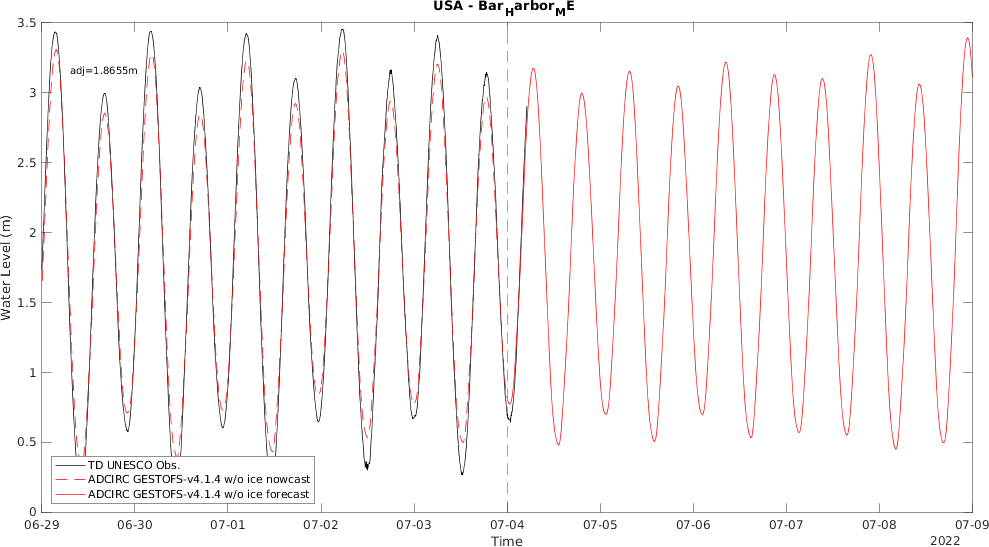 USA - Bar_Harbor_ME
3.5
3
2.5
2
1.5
1
0.5
0
Water Level (m)
adj=1.8655m
TD UNESCO Obs.
ADCIRC GESTOFS-v4.1.4 w/o ice nowcast
ADCIRC GESTOFS-v4.1.4 w/o ice forecast
06-29 06-30 07-01 07-02 07-03 07-04 07-05 07-06 07-07 07-08 07-09
Time
2022